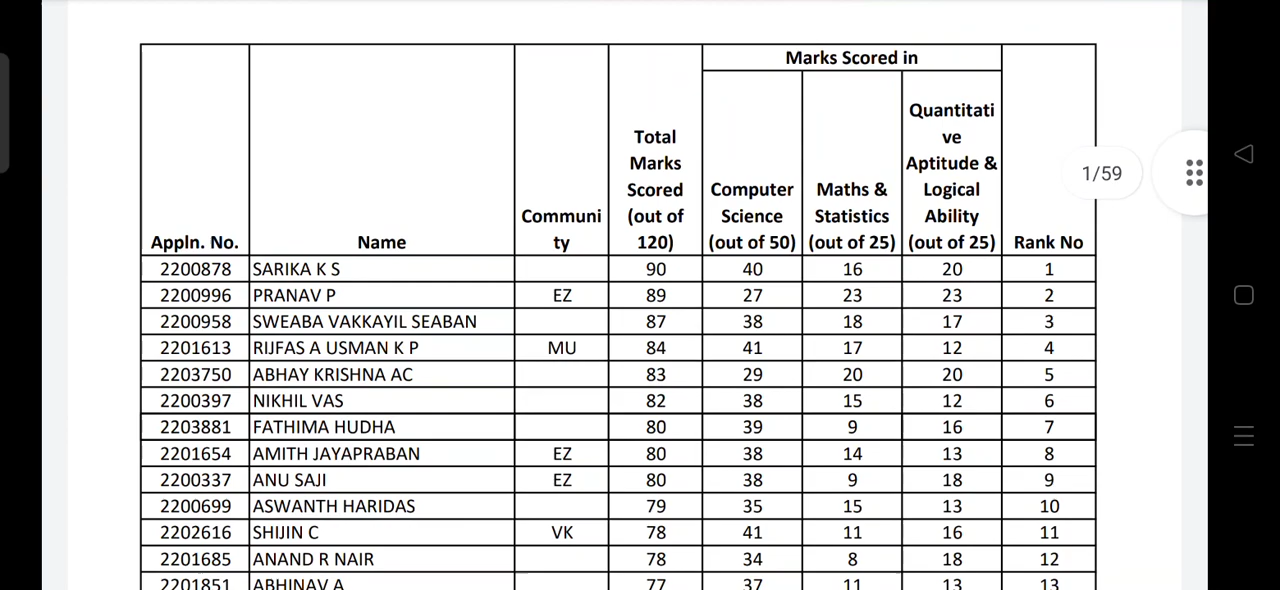 Marks Scored in
Appln. No. Name Communi ty Total Marks Scored (out of 120) Computer Science (out of 50) Maths & Statistics (out of 25) Quantitati ve Aptitude & Logical Ability (out of 25) Rank No
1/59
2200878 SARIKA K S 90 40 16 20 1
2200996 PRANAV P EZ 89 27 23 23 2
2200958 SWEABA VAKKAYIL SEABAN 87 38 18 17 3
2201613 RIJFAS A USMAN K P MU 84 41 17 12 4
2203750 ABHAY KRISHNA AC 83 29 20 20 5
2200397 NIKHIL VAS 82 38 15 12 6
2203881 FATHIMA HUDHA 80 39 9 16 7
2201654 AMITH JAYAPRABAN EZ 80 38 14 13 8
2200337 ANU SAJI EZ 80 38 9 18 9
2200699 ASWANTH HARIDAS 79 35 15 13 10
2202616 SHIJIN C VK 78 41 11 16 11
2201685 ANAND R NAIR 78 34 8 18 12
2201851 ABHINAV A 77 37 11 13 13